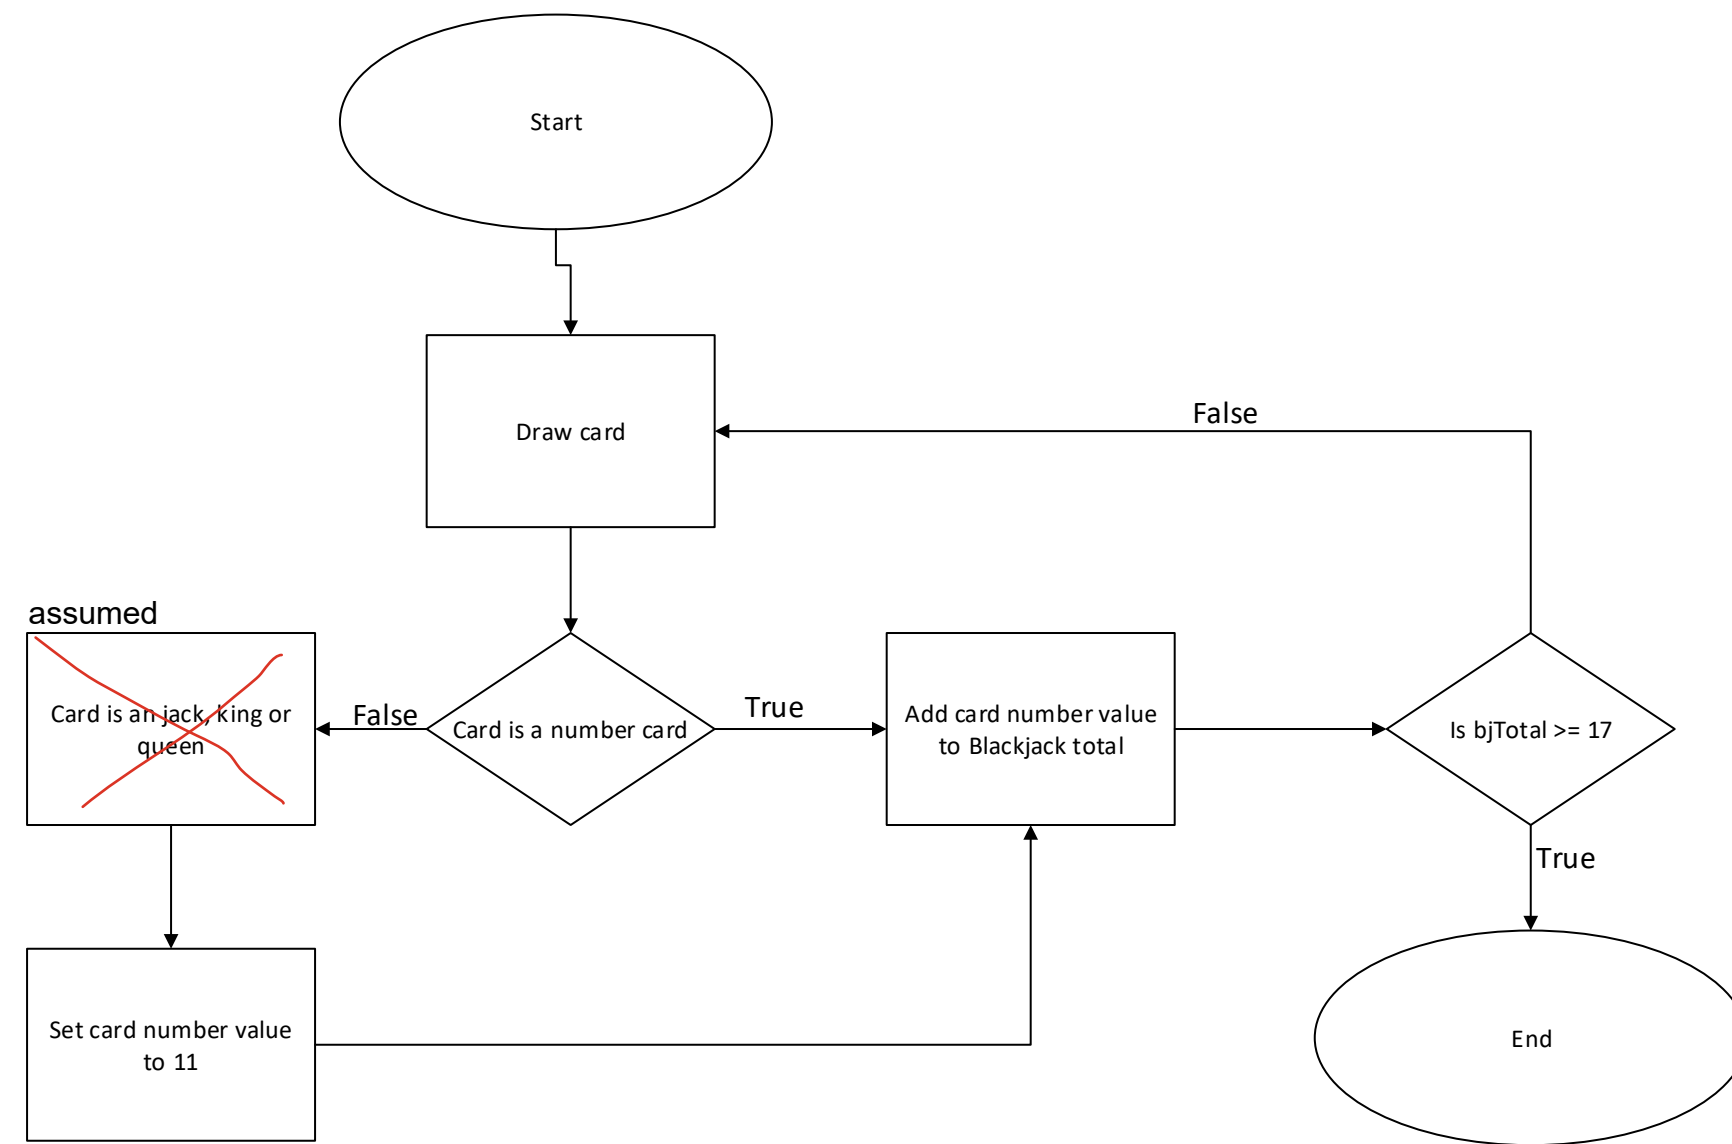 Start
Draw card
False
assumed
Card is an jack, king or
queen
False
Card is a number card
True
Add card number value
to Blackjack total
Is bjTotal >= 17
True
Set card number value
to 11
End